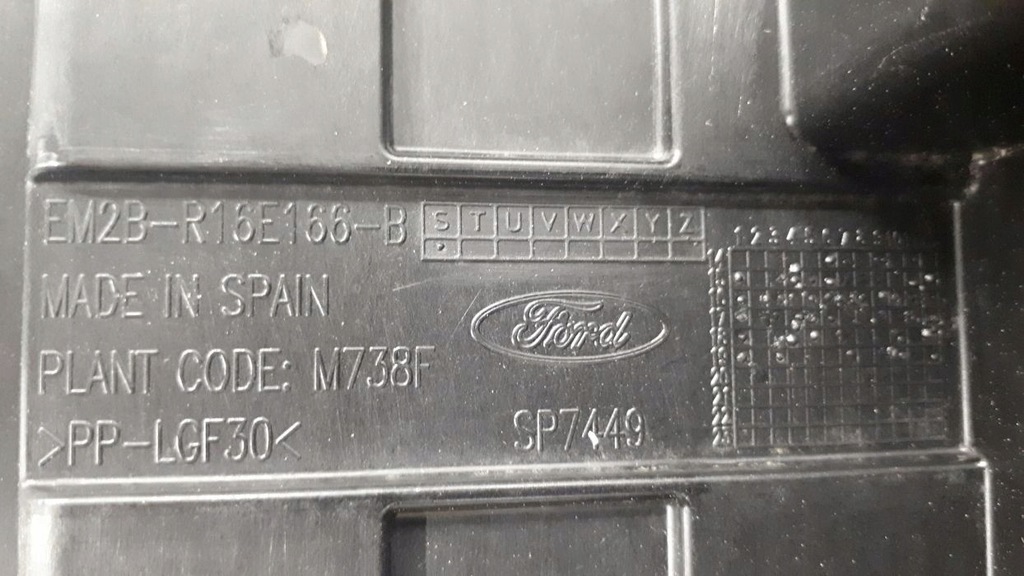 EM2B-R16E166-B
S T U V W X Y Z
MADE IN SPAIN
Ford
PLANT CODE: M738F
>PP-LGF30<
SP7449